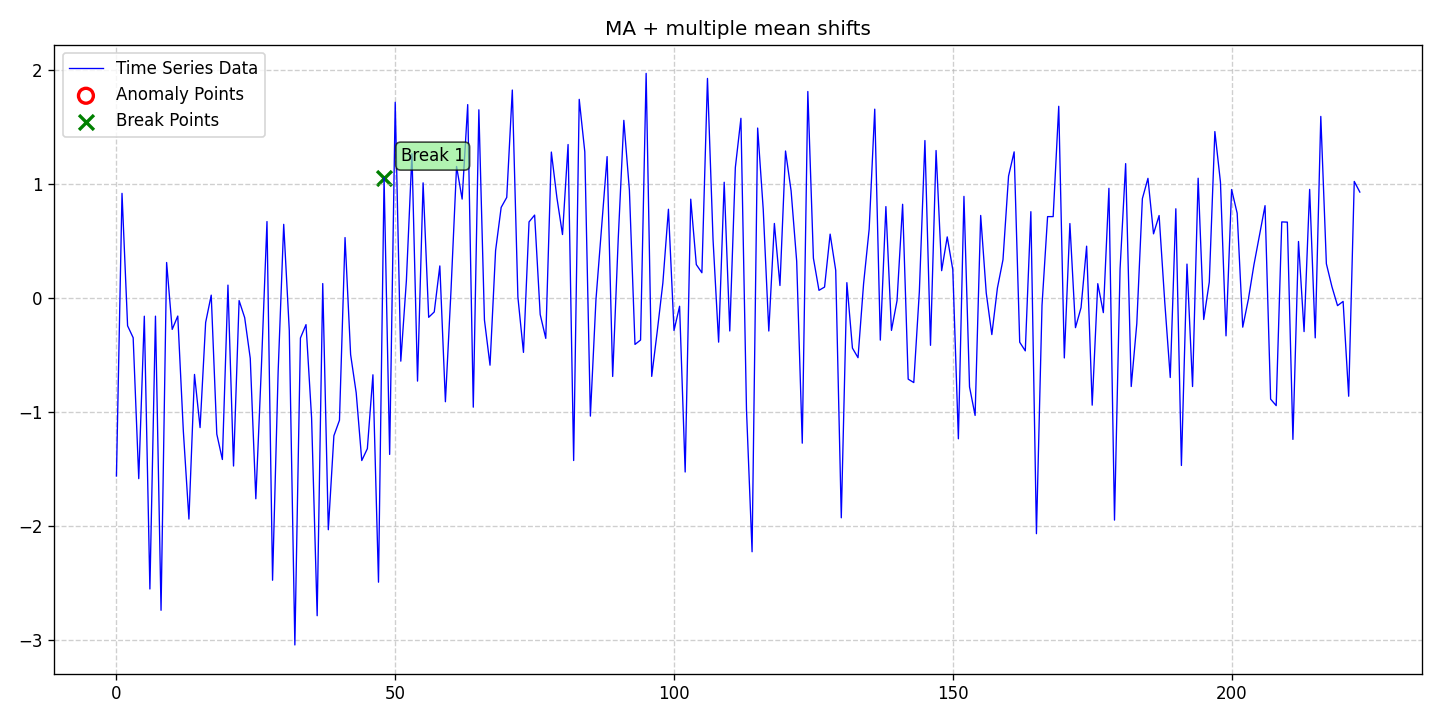 MA + multiple mean shifts
Time Series Data
Anomaly Points
Break Points
Break 1
2
1
0
−1
−2
−3
0
50
100
150
200